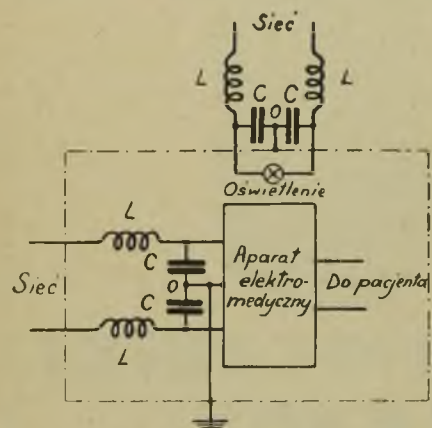 Sieć
L L
C C
O
Oświetlenie
L
C
Sieć O
C
L
Aparat
elektro-
medyczny
Do pacjenta